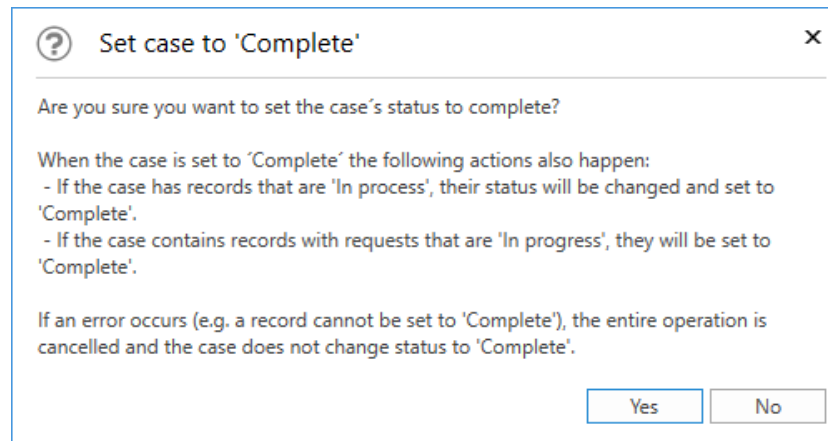 Set case to 'Complete'
Are you sure you want to set the case´s status to complete?
When the case is set to ´Complete´ the following actions also happen:
- If the case has records that are 'In process', their status will be changed and set to
'Complete'.
- If the case contains records with requests that are 'In progress', they will be set to
'Complete'.
If an error occurs (e.g. a record cannot be set to 'Complete'), the entire operation is
cancelled and the case does not change status to 'Complete'.
Yes
No